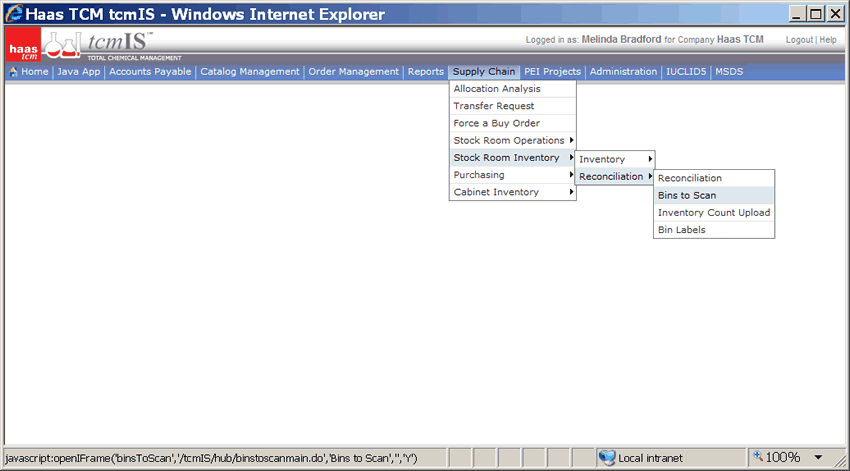 Haas TCM tcmIS - Windows Internet Explorer
haas tcm
tcmIS™
TOTAL CHEMICAL MANAGEMENT
Logged in as: Melinda Bradford for Company Haas TCM
Logout | Help
Home | Java App | Accounts Payable | Catalog Management | Order Management | Reports | Supply Chain | PEI Projects | Administration | IUCLID5 | MSDS
Allocation Analysis
Transfer Request
Force a Buy Order
Stock Room Operations
Stock Room Inventory
Purchasing
Cabinet Inventory
Inventory
Reconciliation
Reconciliation
Bins to Scan
Inventory Count Upload
Bin Labels
javascript:openIFrame('binsToScan','/tcmIS/hub/binstoscanmain.do','Bins to Scan','','Y')
Local intranet
100%